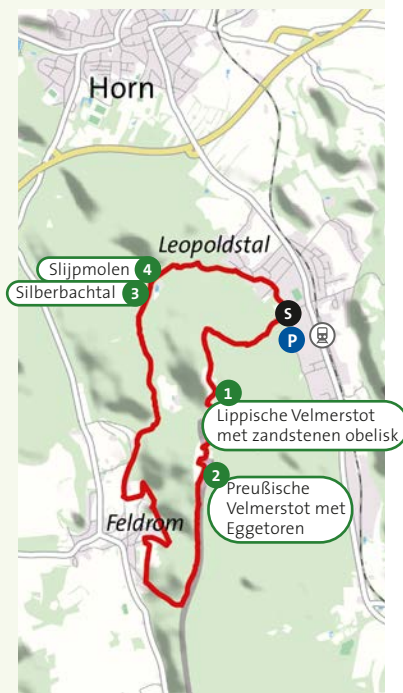 Horn
Leopoldstal
Slijpmolen 4
Silberbachtal 3
S
P
1
Lippische Velmerstot
met zandstenen obelisk
2
Preußische
Velmerstot met
Eggetoren
Feldrom